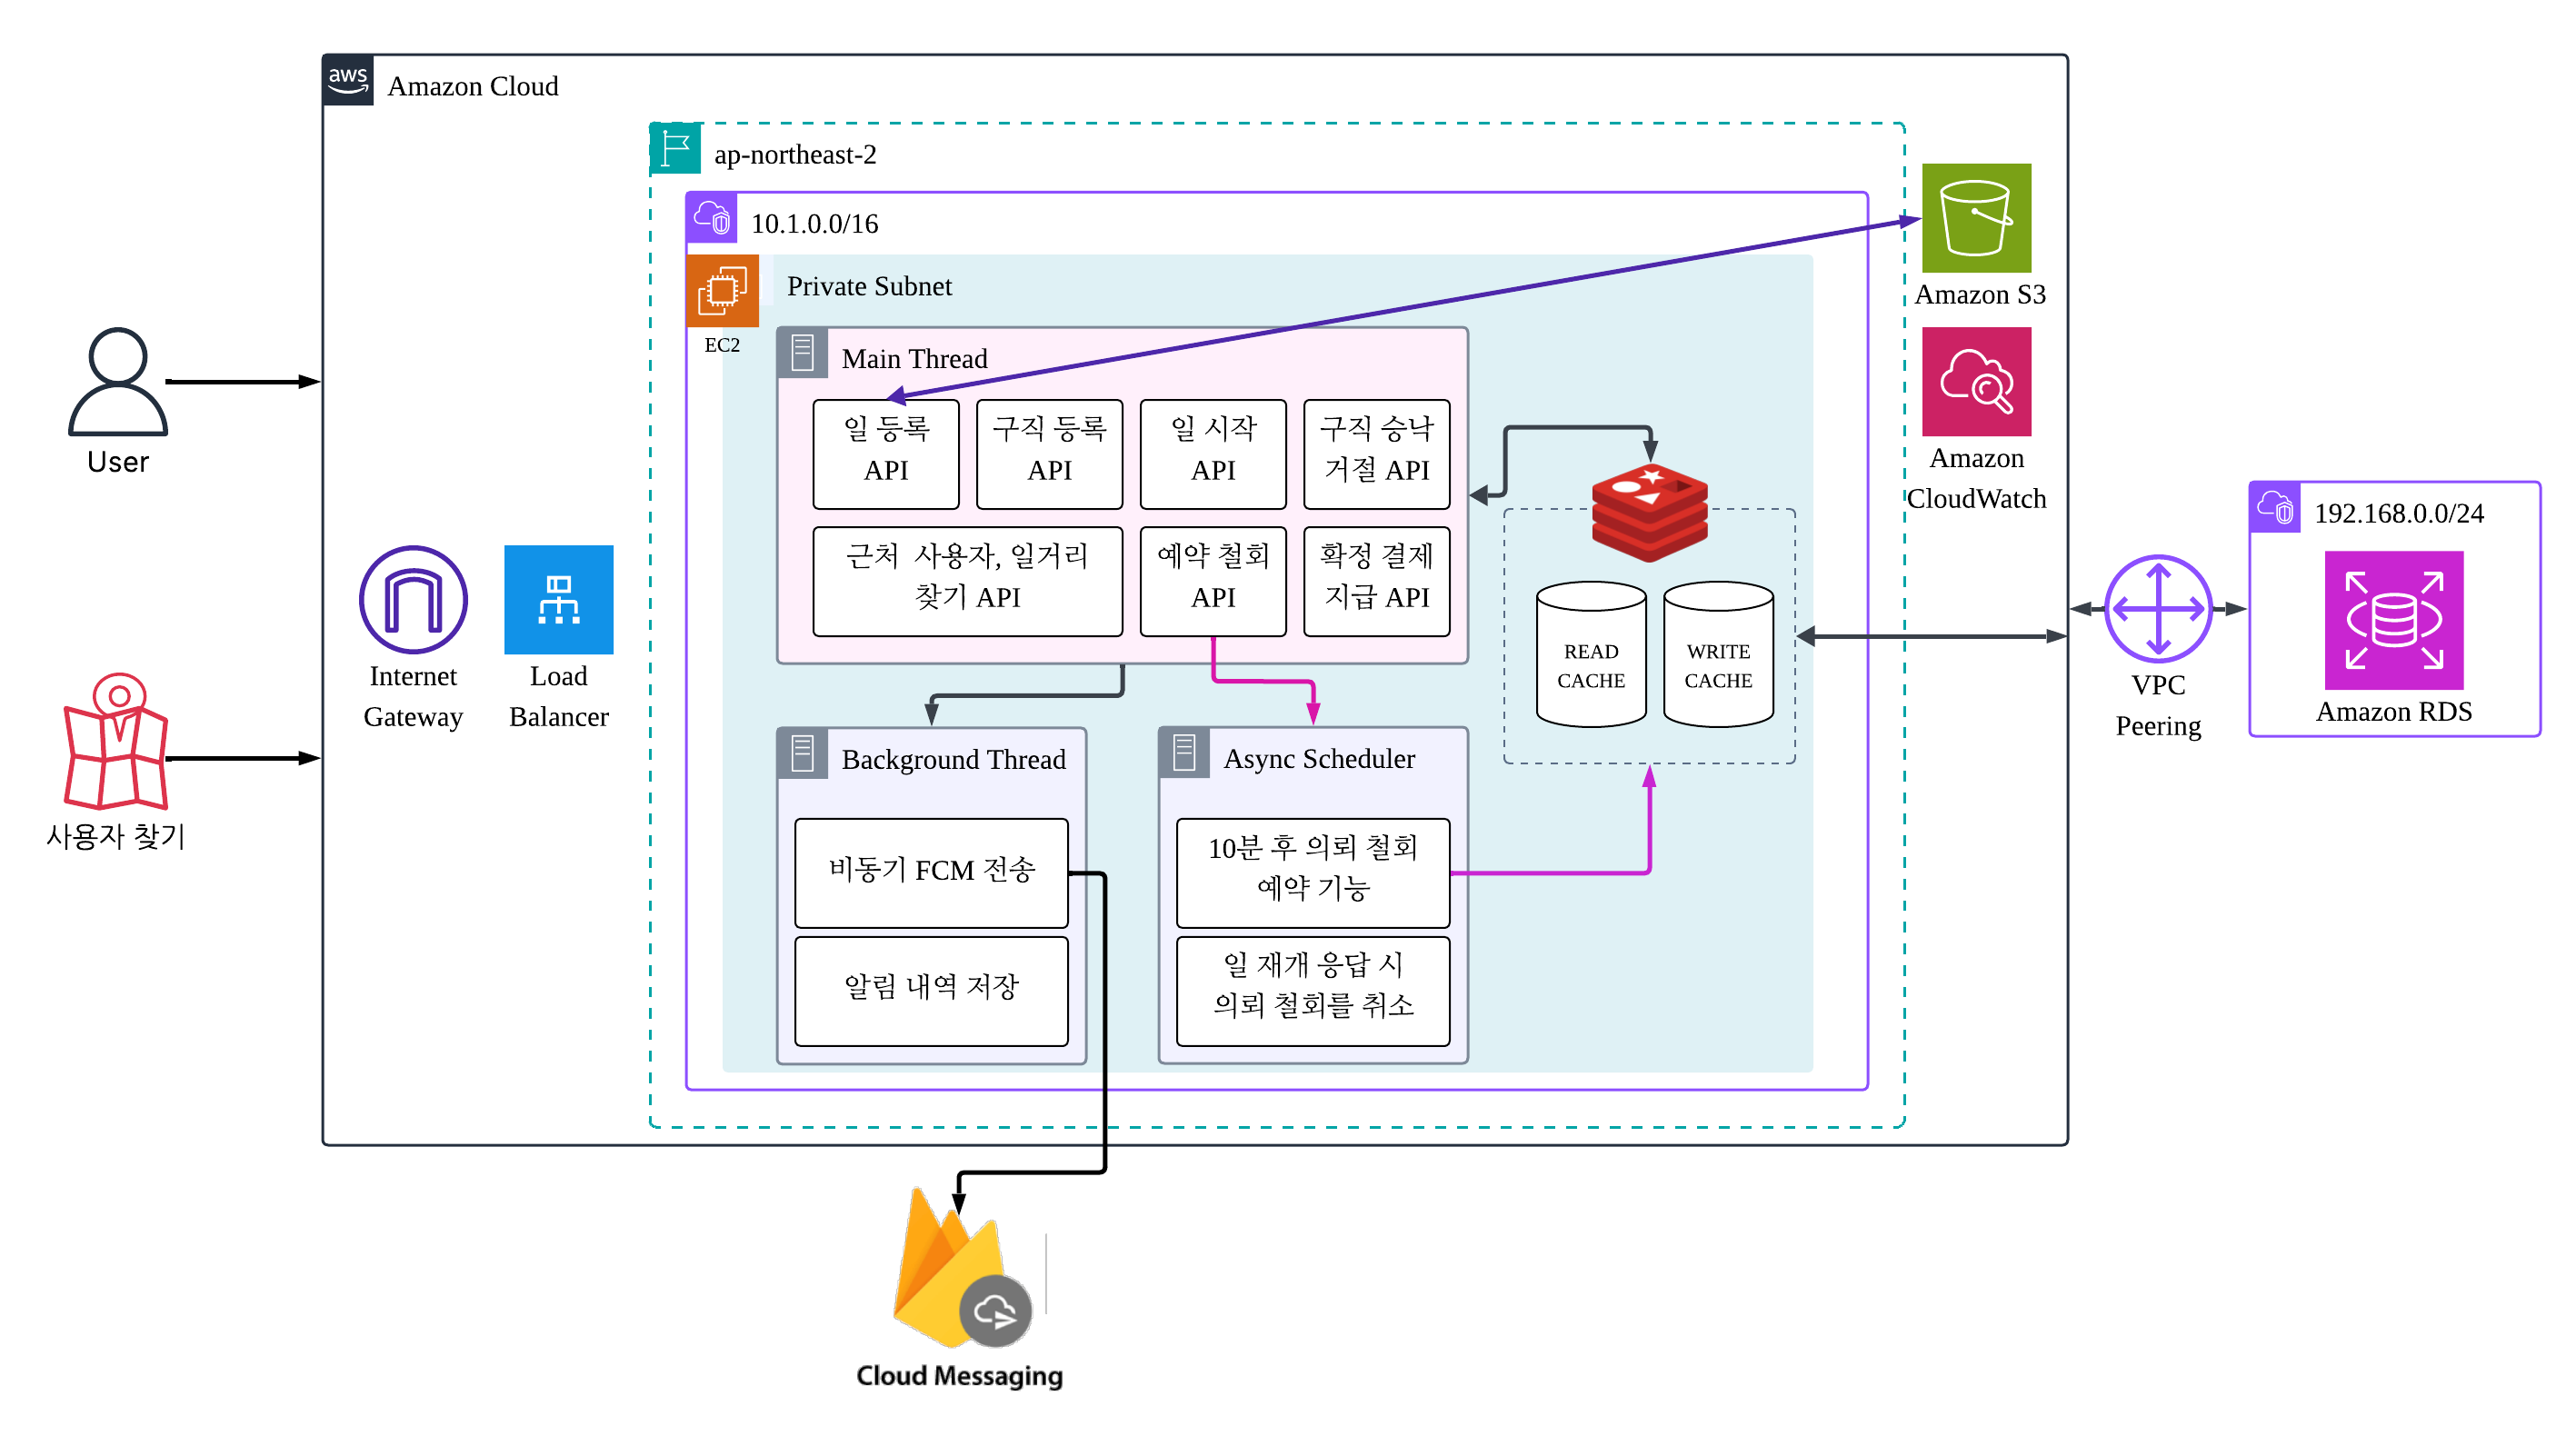 aws
Amazon Cloud
ap-northeast-2
10.1.0.0/16
EC2
Private Subnet
Main Thread
일 등록
API
구직 등록
API
일 시작
API
구직 승낙
거절 API
근처 사용자, 일거리
찾기 API
예약 철회
API
확정 결제
지급 API
READ
CACHE
WRITE
CACHE
Background Thread
비동기 FCM 전송
알림 내역 저장
Async Scheduler
10분 후 의뢰 철회
예약 기능
일 재개 응답 시
의뢰 철회를 취소
User
사용자 찾기
Internet
Gateway
Load
Balancer
Amazon S3
Amazon
CloudWatch
VPC
Peering
192.168.0.0/24
Amazon RDS
Cloud Messaging